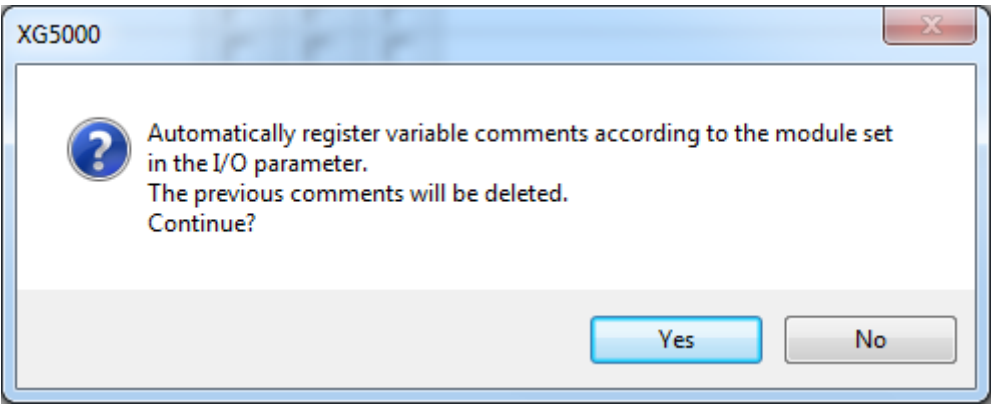 XG5000
Automatically register variable comments according to the module set
in the I/O parameter.
The previous comments will be deleted.
Continue?
Yes
No